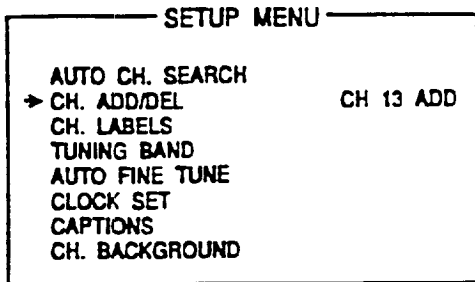 SETUP MENU
AUTO CH. SEARCH
→ CH. ADD/DEL CH 13 ADD
CH. LABELS
TUNING BAND
AUTO FINE TUNE
CLOCK SET
CAPTIONS
CH. BACKGROUND